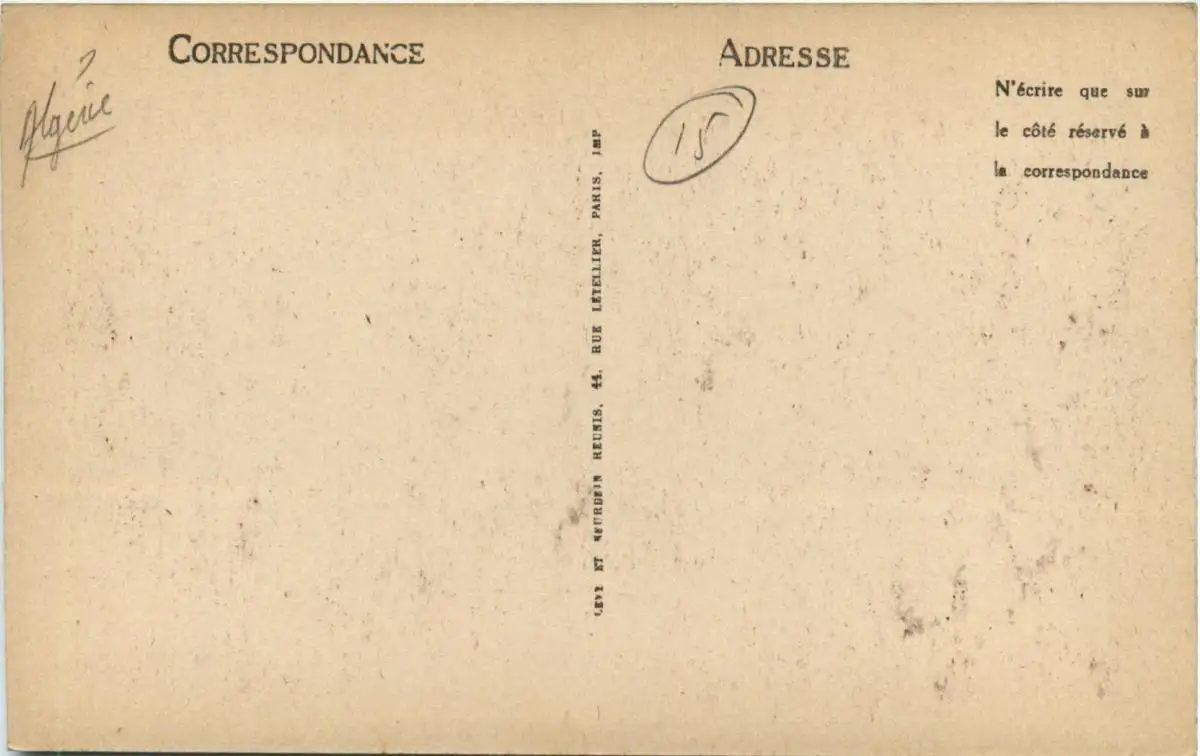 CORRESPONDANCE
Algérie ?
LEVY ET NEURDEIN REUNIS, 44, RUE LETELLIER, PARIS, IMP
ADRESSE
15
N'écrire que sur
le côté réservé à
la correspondance